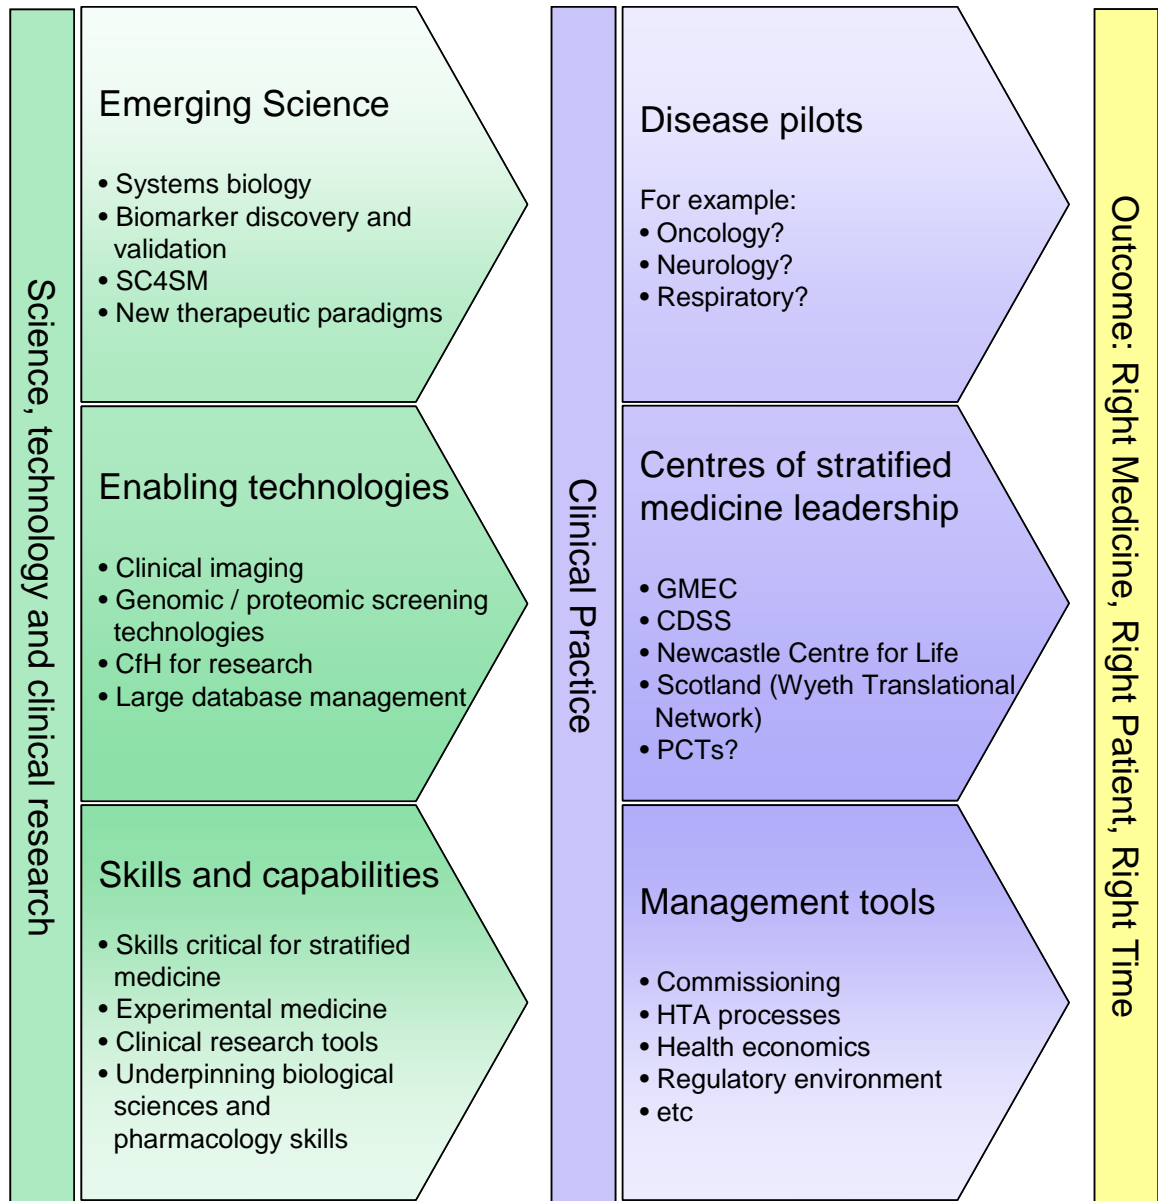 Science, technology and clinical research
Emerging Science
• Systems biology
• Biomarker discovery and
validation
• SC4SM
• New therapeutic paradigms
Enabling technologies
• Clinical imaging
• Genomic / proteomic screening
technologies
• CfH for research
• Large database management
Skills and capabilities
• Skills critical for stratified
medicine
• Experimental medicine
• Clinical research tools
• Underpinning biological
sciences and
pharmacology skills
Clinical Practice
Disease pilots
For example:
• Oncology?
• Neurology?
• Respiratory?
Centres of stratified
medicine leadership
• GMEC
• CDSS
• Newcastle Centre for Life
• Scotland (Wyeth Translational
Network)
• PCTs?
Management tools
• Commissioning
• HTA processes
• Health economics
• Regulatory environment
• etc
Outcome: Right Medicine, Right Patient, Right Time